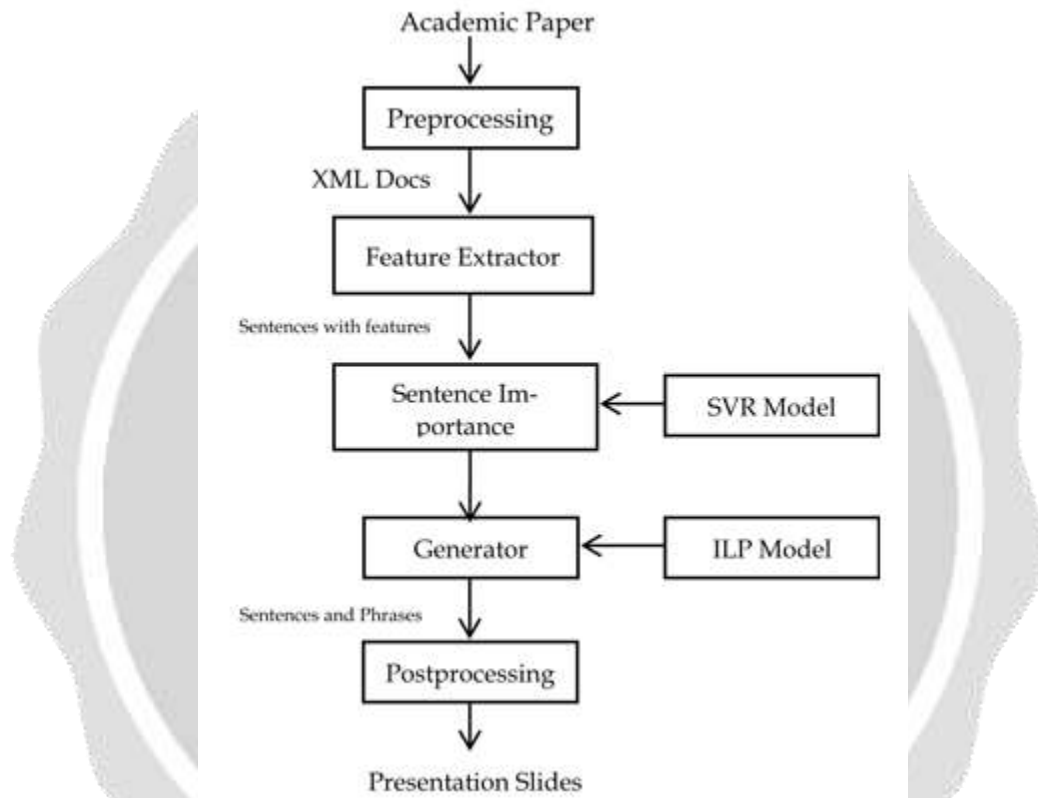 Academic Paper
Preprocessing
XML Docs
Feature Extractor
Sentences with features
Sentence Im-
portance
SVR Model
Generator
ILP Model
Sentences and Phrases
Postprocessing
Presentation Slides